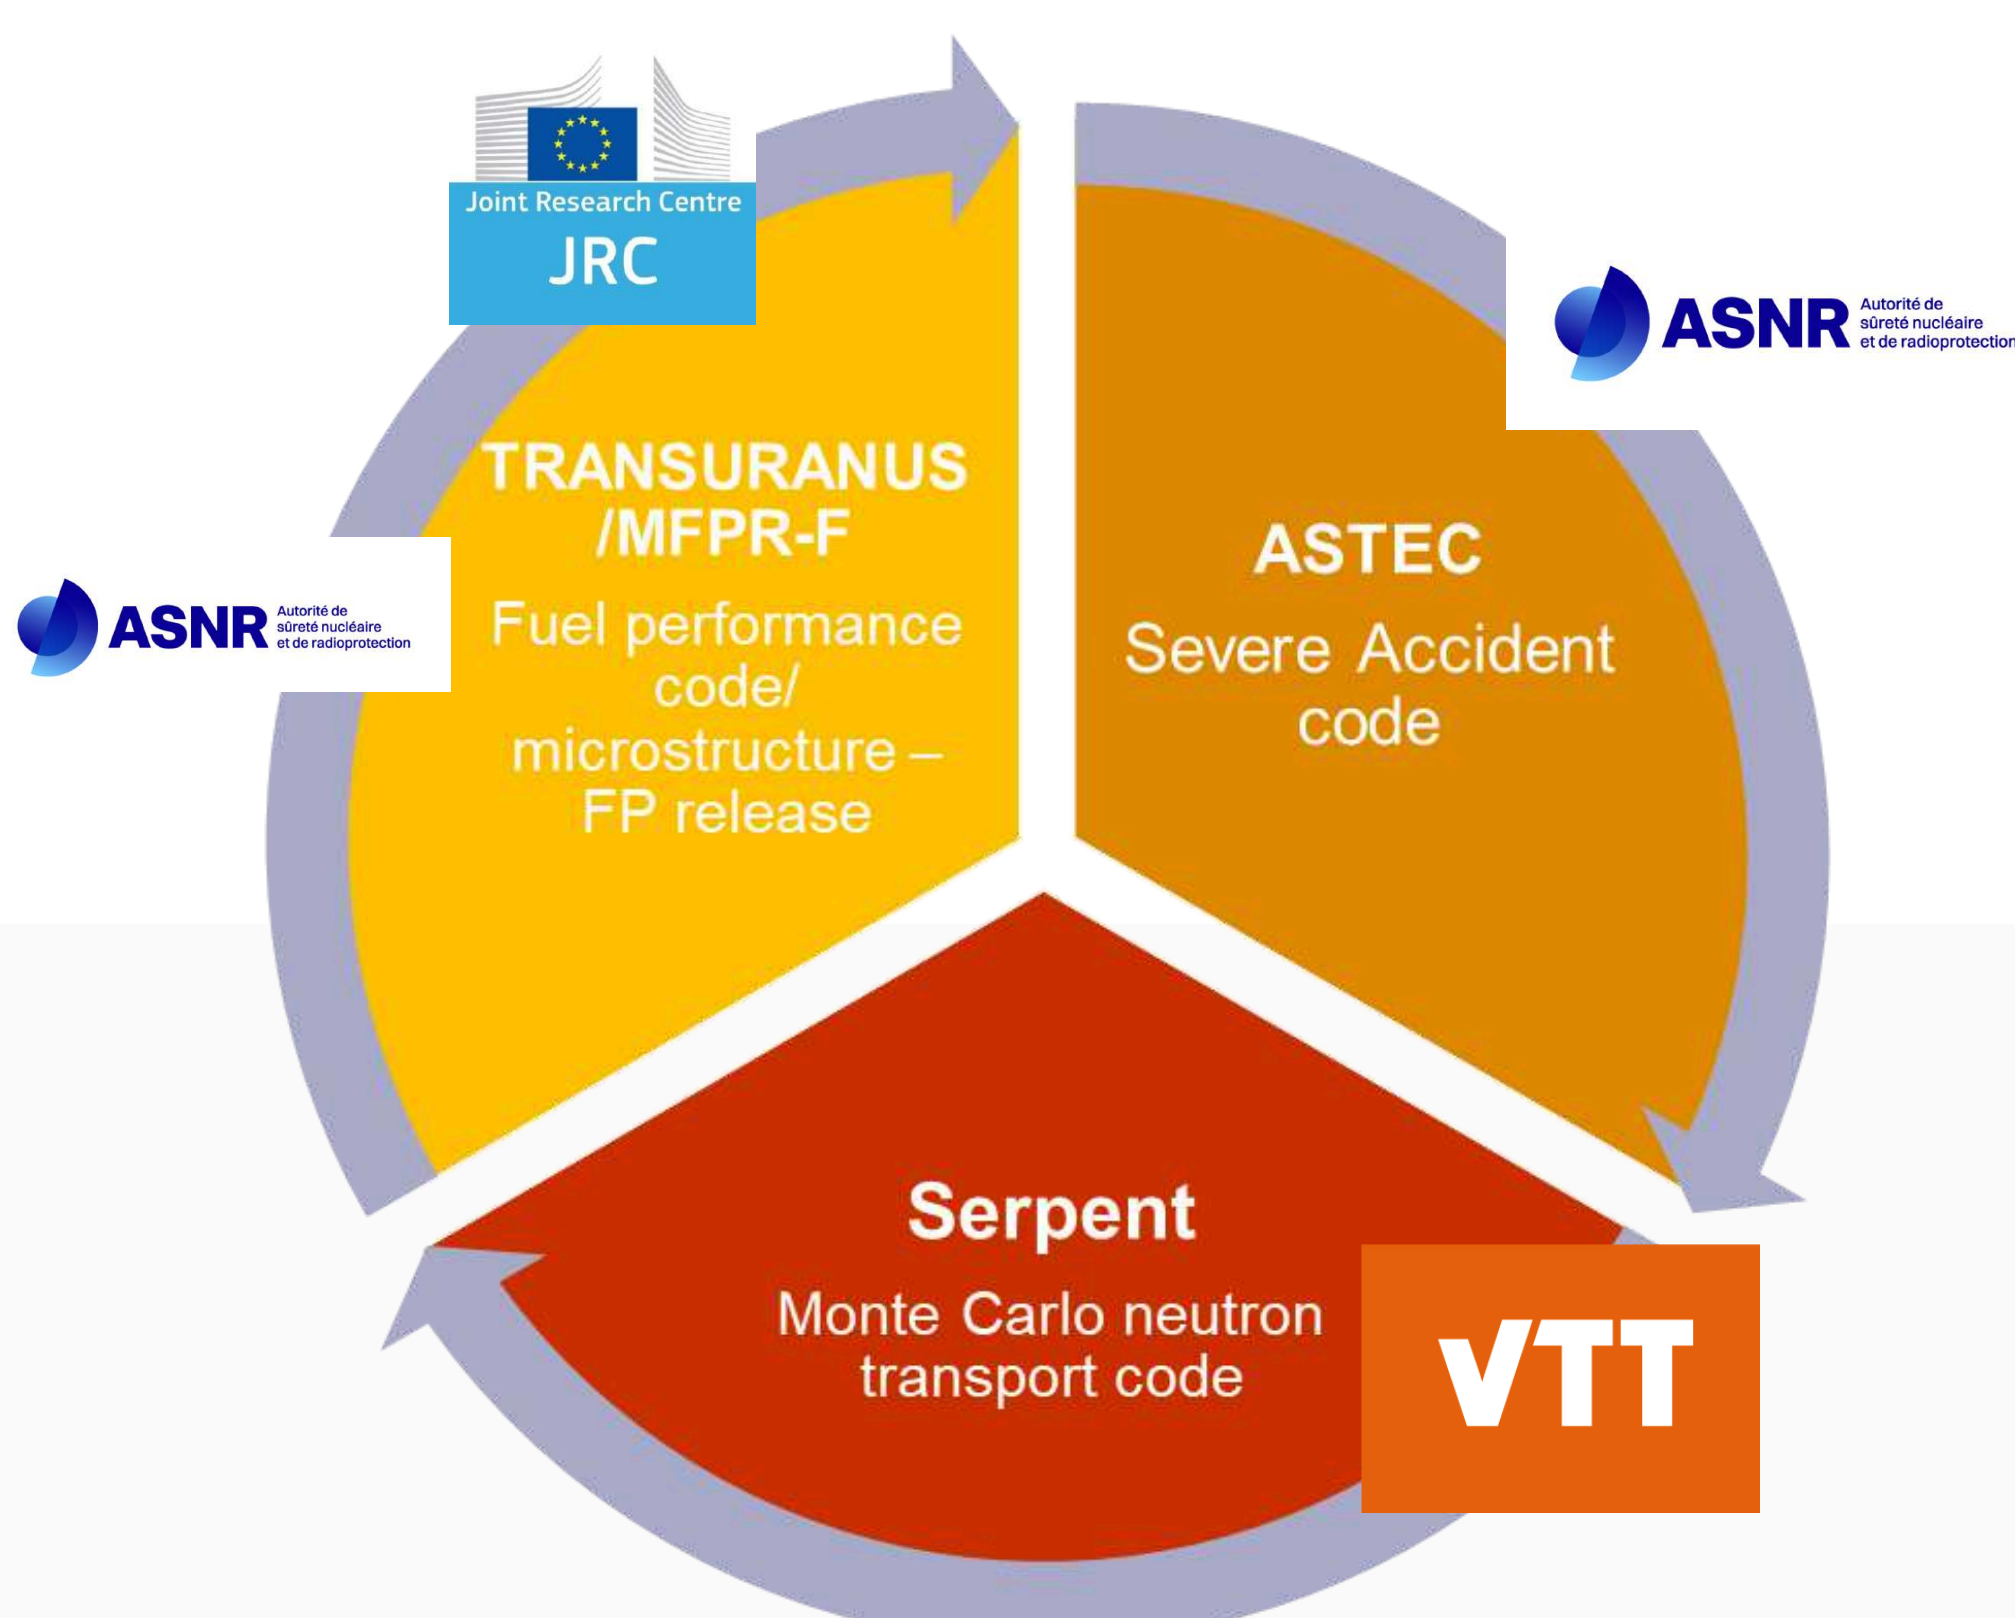 Joint Research Centre
JRC
TRANSURANUS
/MFPR-F
Fuel performance
code/
microstructure –
FP release
ASNR
Autorité de
sûreté nucléaire
et de radioprotection
ASTEC
Severe Accident
code
ASNR
Autorité de
sûreté nucléaire
et de radioprotection
Serpent
Monte Carlo neutron
transport code
VTT